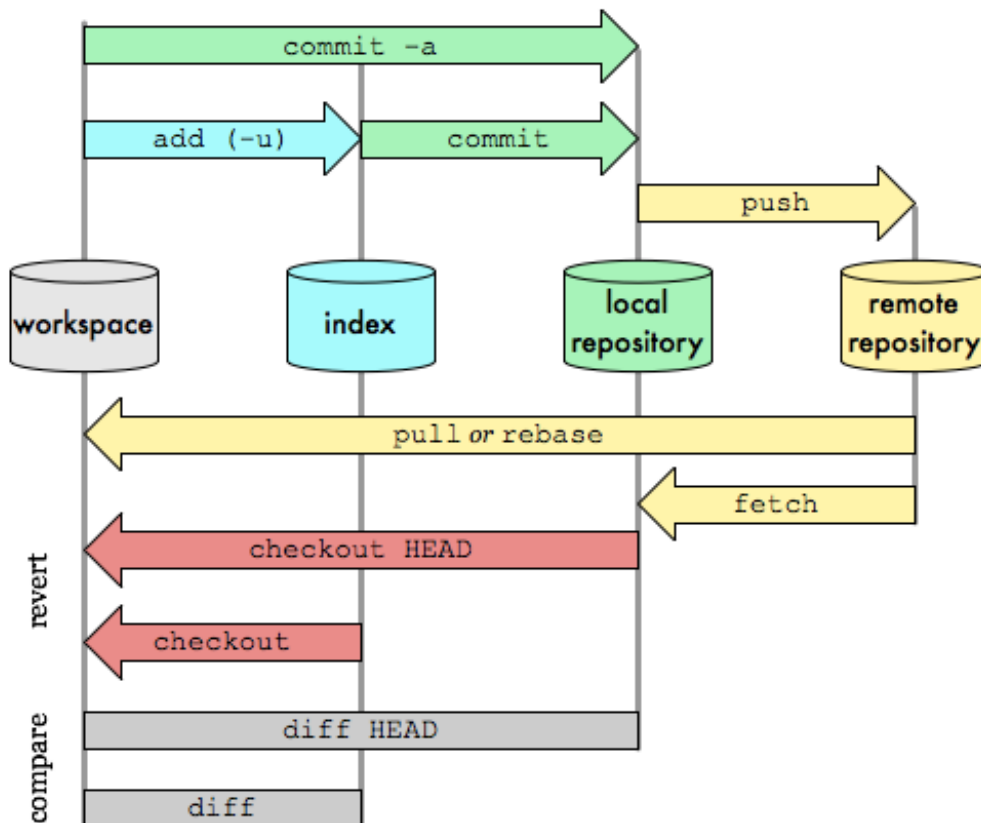 commit -a
add (-u)
commit
push
workspace
index
local
repository
remote
repository
pull or rebase
fetch
revert
checkout HEAD
checkout
compare
diff HEAD
diff